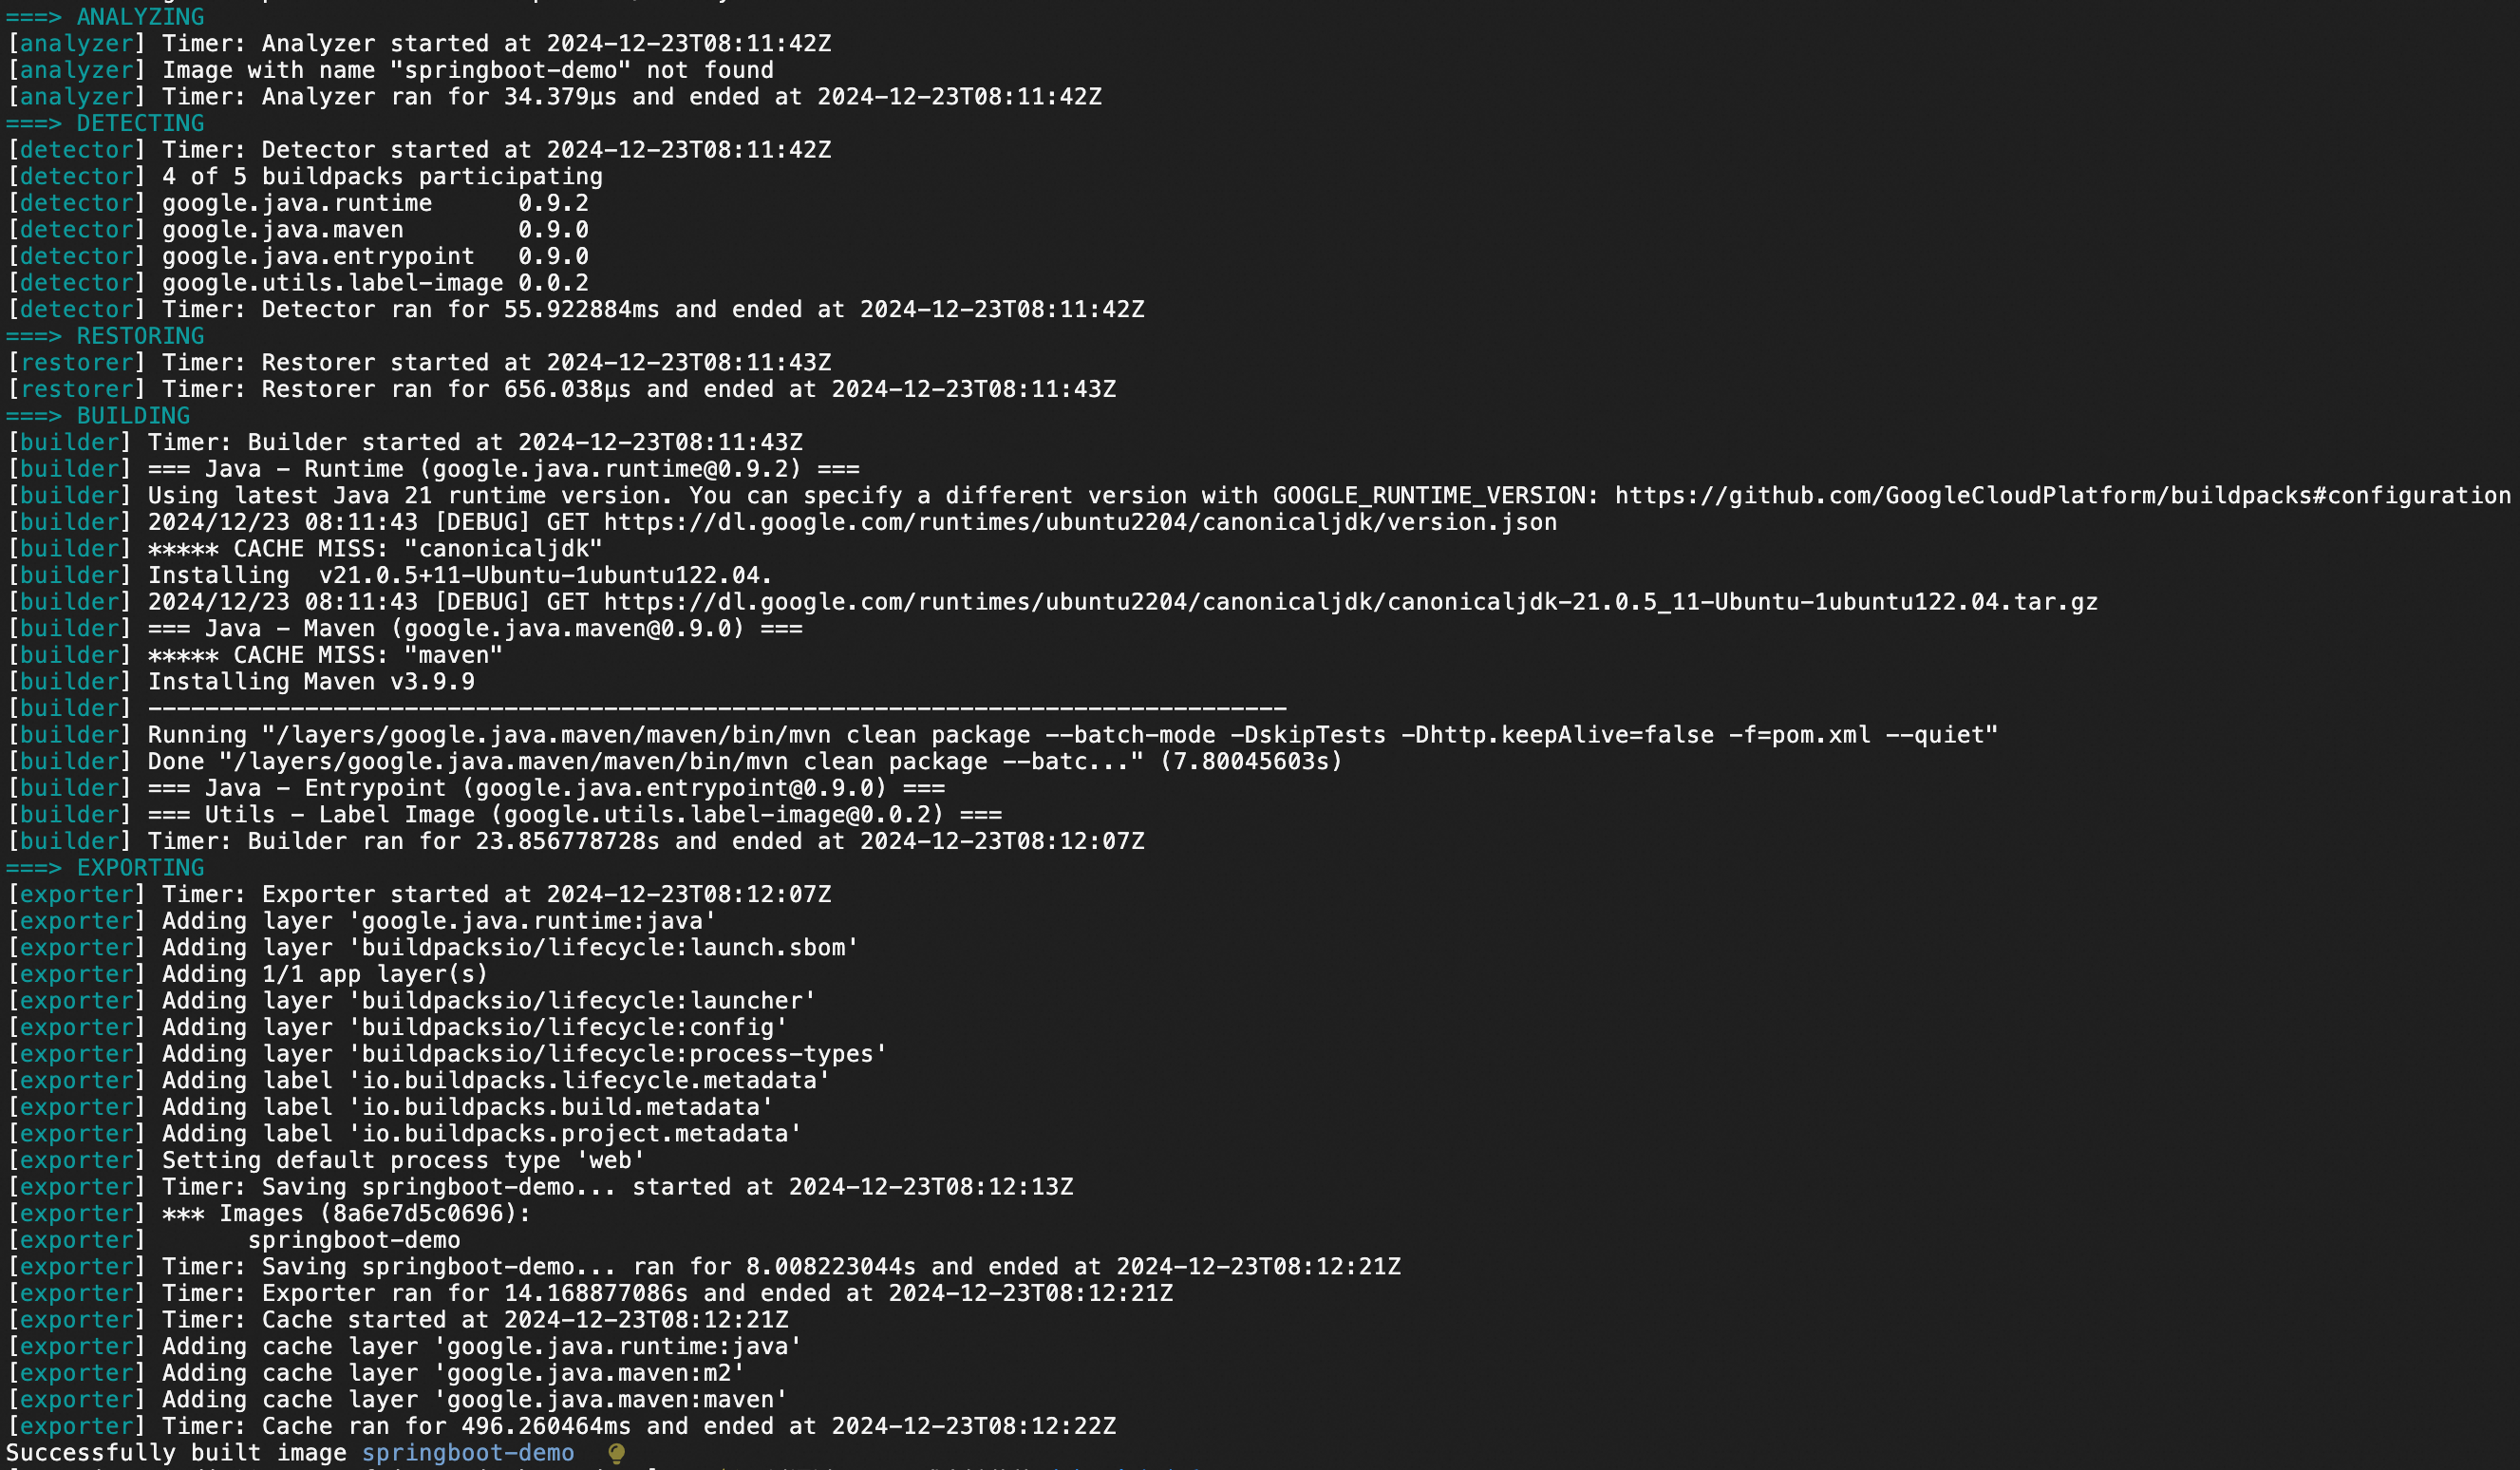 ===> ANALYZING
[analyzer] Timer: Analyzer started at 2024-12-23T08:11:42Z
[analyzer] Image with name "springboot-demo" not found
[analyzer] Timer: Analyzer ran for 34.379µs and ended at 2024-12-23T08:11:42Z
===> DETECTING
[detector] Timer: Detector started at 2024-12-23T08:11:42Z
[detector] 4 of 5 buildpacks participating
[detector] google.java.runtime      0.9.2
[detector] google.java.maven        0.9.0
[detector] google.java.entrypoint   0.9.0
[detector] google.utils.label-image 0.0.2
[detector] Timer: Detector ran for 55.922884ms and ended at 2024-12-23T08:11:42Z
===> RESTORING
[restorer] Timer: Restorer started at 2024-12-23T08:11:43Z
[restorer] Timer: Restorer ran for 656.038µs and ended at 2024-12-23T08:11:43Z
===> BUILDING
[builder] Timer: Builder started at 2024-12-23T08:11:43Z
[builder] === Java - Runtime (google.java.runtime@0.9.2) ===
[builder] Using latest Java 21 runtime version. You can specify a different version with GOOGLE_RUNTIME_VERSION: https://github.com/GoogleCloudPlatform/buildpacks#configuration
[builder] 2024/12/23 08:11:43 [DEBUG] GET https://dl.google.com/runtimes/ubuntu2204/canonicaljdk/version.json
[builder] ***** CACHE MISS: "canonicaljdk"
[builder] Installing  v21.0.5+11-Ubuntu-1ubuntu122.04.
[builder] 2024/12/23 08:11:43 [DEBUG] GET https://dl.google.com/runtimes/ubuntu2204/canonicaljdk/canonicaljdk-21.0.5_11-Ubuntu-1ubuntu122.04.tar.gz
[builder] === Java - Maven (google.java.maven@0.9.0) ===
[builder] ***** CACHE MISS: "maven"
[builder] Installing Maven v3.9.9
[builder] --------------------------------------------------------------------------------
[builder] Running "/layers/google.java.maven/maven/bin/mvn clean package --batch-mode -DskipTests -Dhttp.keepAlive=false -f=pom.xml --quiet"
[builder] Done "/layers/google.java.maven/maven/bin/mvn clean package --batc..." (7.80045603s)
[builder] === Java - Entrypoint (google.java.entrypoint@0.9.0) ===
[builder] === Utils - Label Image (google.utils.label-image@0.0.2) ===
[builder] Timer: Builder ran for 23.856778728s and ended at 2024-12-23T08:12:07Z
===> EXPORTING
[exporter] Timer: Exporter started at 2024-12-23T08:12:07Z
[exporter] Adding layer 'google.java.runtime:java'
[exporter] Adding layer 'buildpacksio/lifecycle:launch.sbom'
[exporter] Adding 1/1 app layer(s)
[exporter] Adding layer 'buildpacksio/lifecycle:launcher'
[exporter] Adding layer 'buildpacksio/lifecycle:config'
[exporter] Adding layer 'buildpacksio/lifecycle:process-types'
[exporter] Adding label 'io.buildpacks.lifecycle.metadata'
[exporter] Adding label 'io.buildpacks.build.metadata'
[exporter] Adding label 'io.buildpacks.project.metadata'
[exporter] Setting default process type 'web'
[exporter] Timer: Saving springboot-demo... started at 2024-12-23T08:12:13Z
[exporter] *** Images (8a6e7d5c0696):
[exporter]       springboot-demo
[exporter] Timer: Saving springboot-demo... ran for 8.008223044s and ended at 2024-12-23T08:12:21Z
[exporter] Timer: Exporter ran for 14.168877086s and ended at 2024-12-23T08:12:21Z
[exporter] Timer: Cache started at 2024-12-23T08:12:21Z
[exporter] Adding cache layer 'google.java.runtime:java'
[exporter] Adding cache layer 'google.java.maven:m2'
[exporter] Adding cache layer 'google.java.maven:maven'
[exporter] Timer: Cache ran for 496.260464ms and ended at 2024-12-23T08:12:22Z
Successfully built image springboot-demo